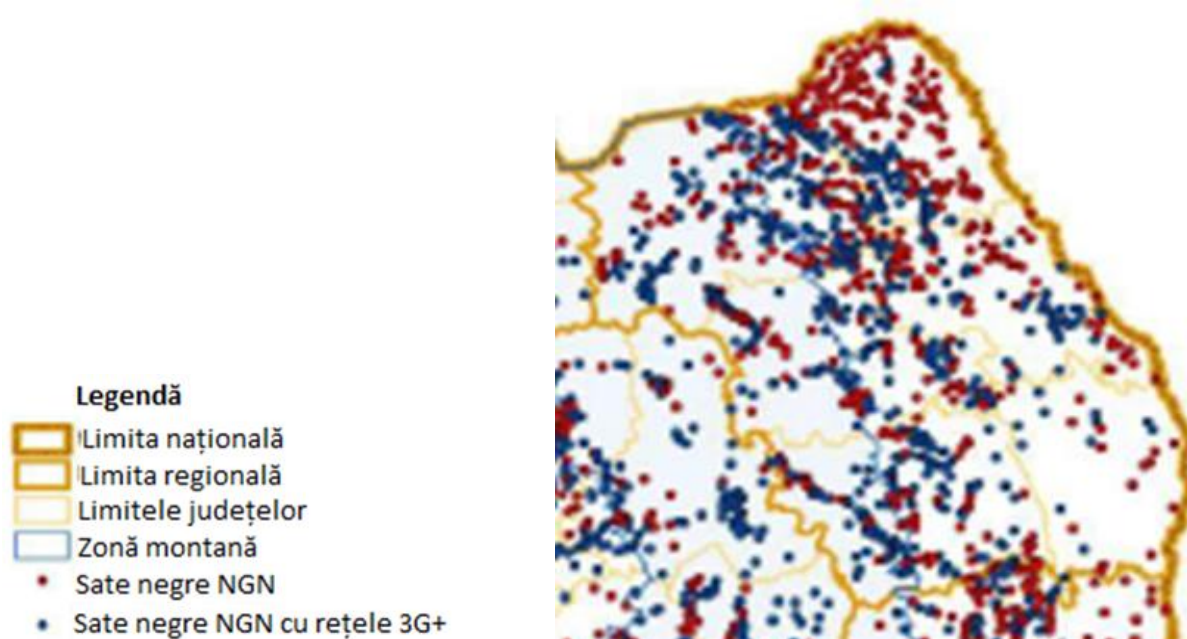 Legendă
Limita națională
Limita regională
Limitele județelor
Zonă montană
Sate negre NGN
Sate negre NGN cu rețele 3G+